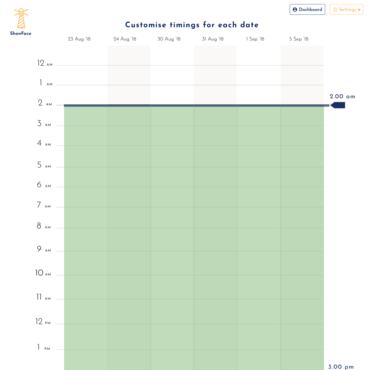 ShowFace
Dashboard
Settings
Customise timings for each date
23 Aug '18 24 Aug '18 30 Aug '18 31 Aug '18 1 Sep '18 5 Sep '18
12 AM
1 AM
2.00 am
2 AM
3 AM
4 AM
5 AM
6 AM
7 AM
8 AM
9 AM
10 AM
11 AM
12 PM
1 PM
3.00 pm